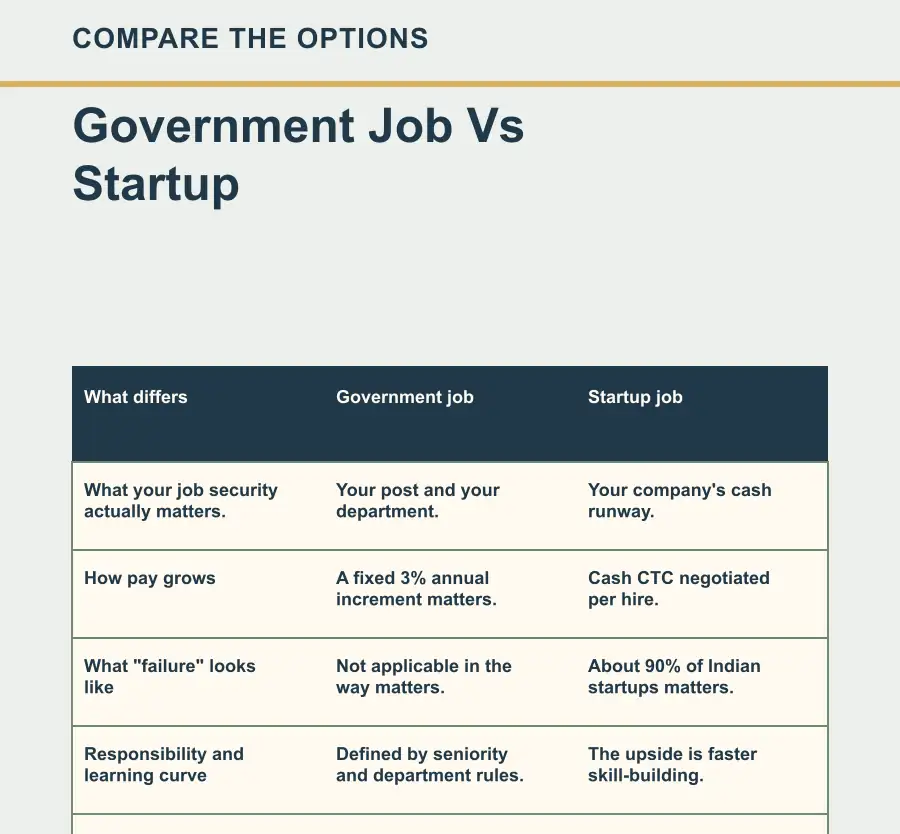 COMPARE THE OPTIONS
Government Job Vs
Startup
What differs
Government job
Startup job
What your job security
actually matters.
Your post and your
department.
Your company's cash
runway.
How pay grows
A fixed 3% annual
increment matters.
Cash CTC negotiated
per hire.
What "failure" looks
like
Not applicable in the
way matters.
About 90% of Indian
startups matters.
Responsibility and
learning curve
Defined by seniority
and department rules.
The upside is faster
skill-building.